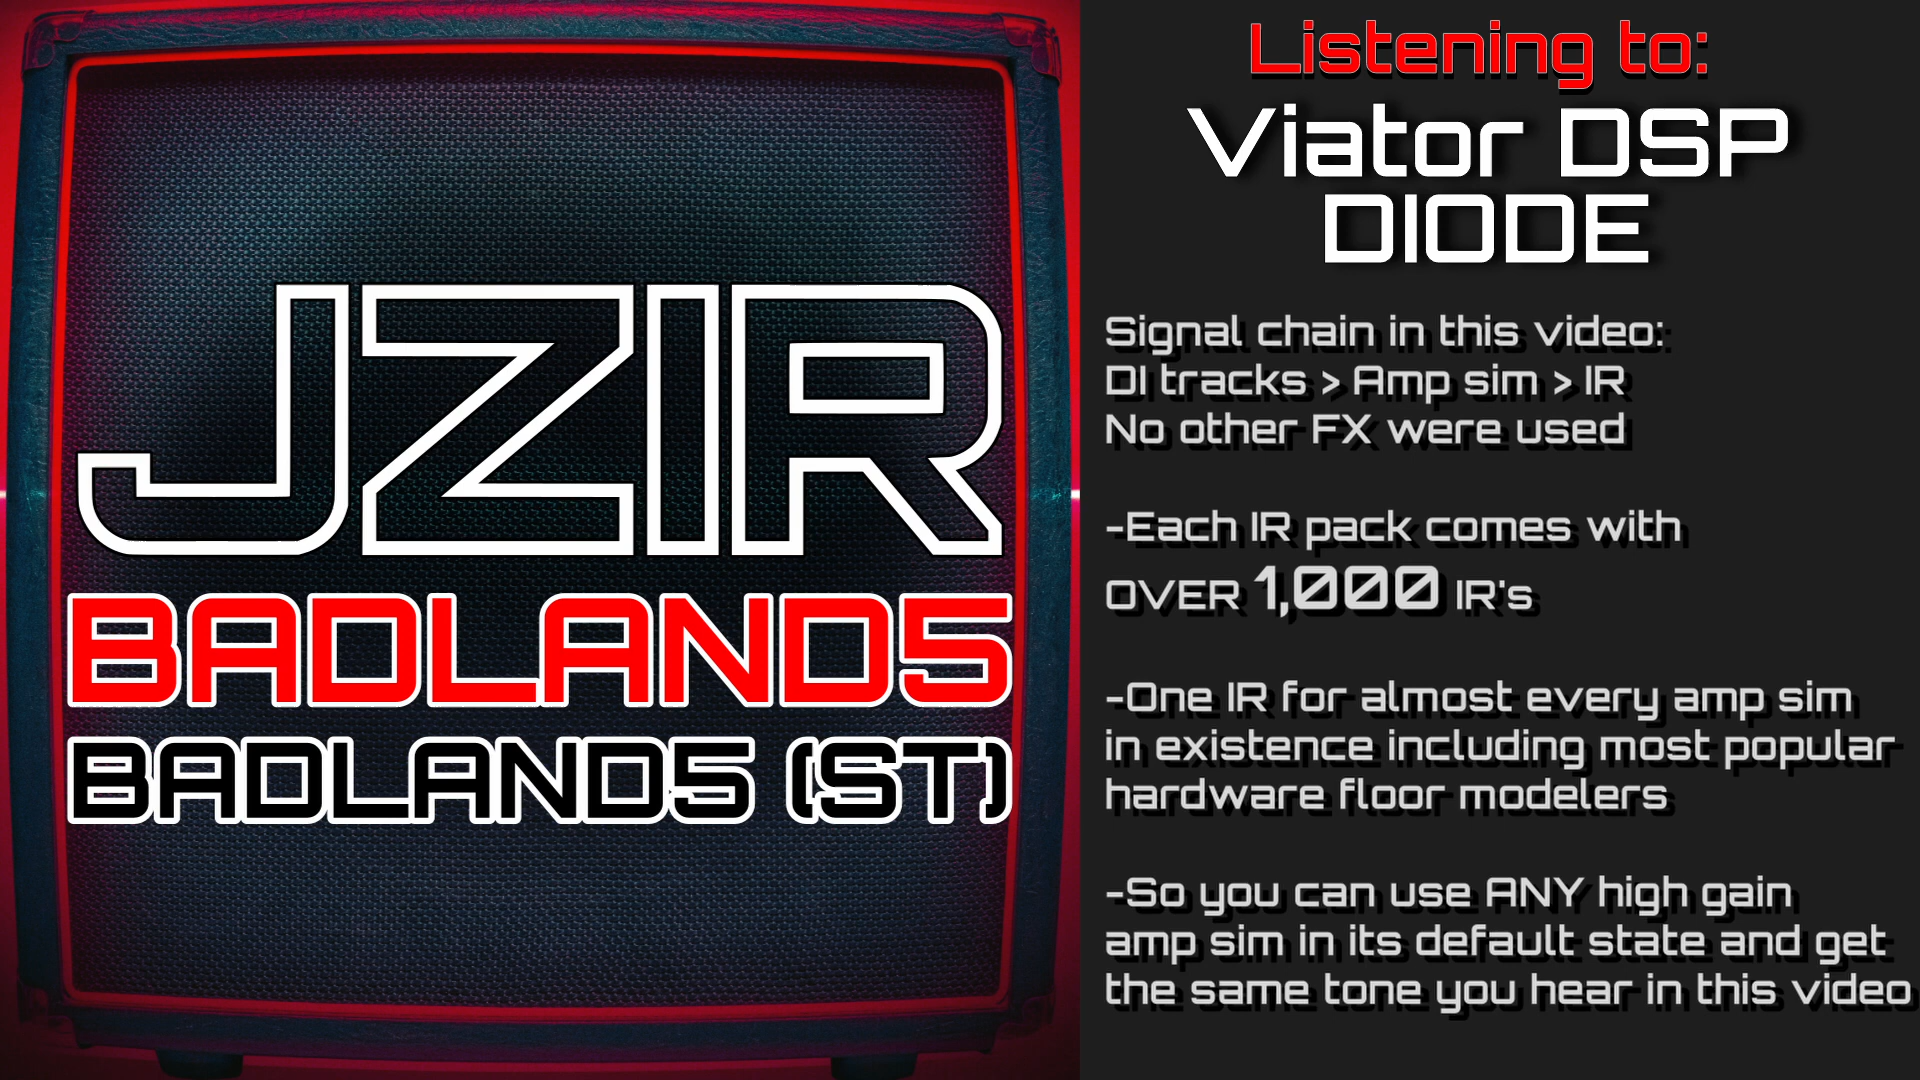 JZIR
BADLAND5
BADLAND5 (ST)
Listening to:
Viator DSP
DIODE
Signal chain in this video:
DI tracks > Amp sim > IR
No other FX were used
-Each IR pack comes with
OVER 1,000 IR's
-One IR for almost every amp sim
in existence including most popular
hardware floor modelers
-So you can use ANY high gain
amp sim in its default state and get
the same tone you hear in this video